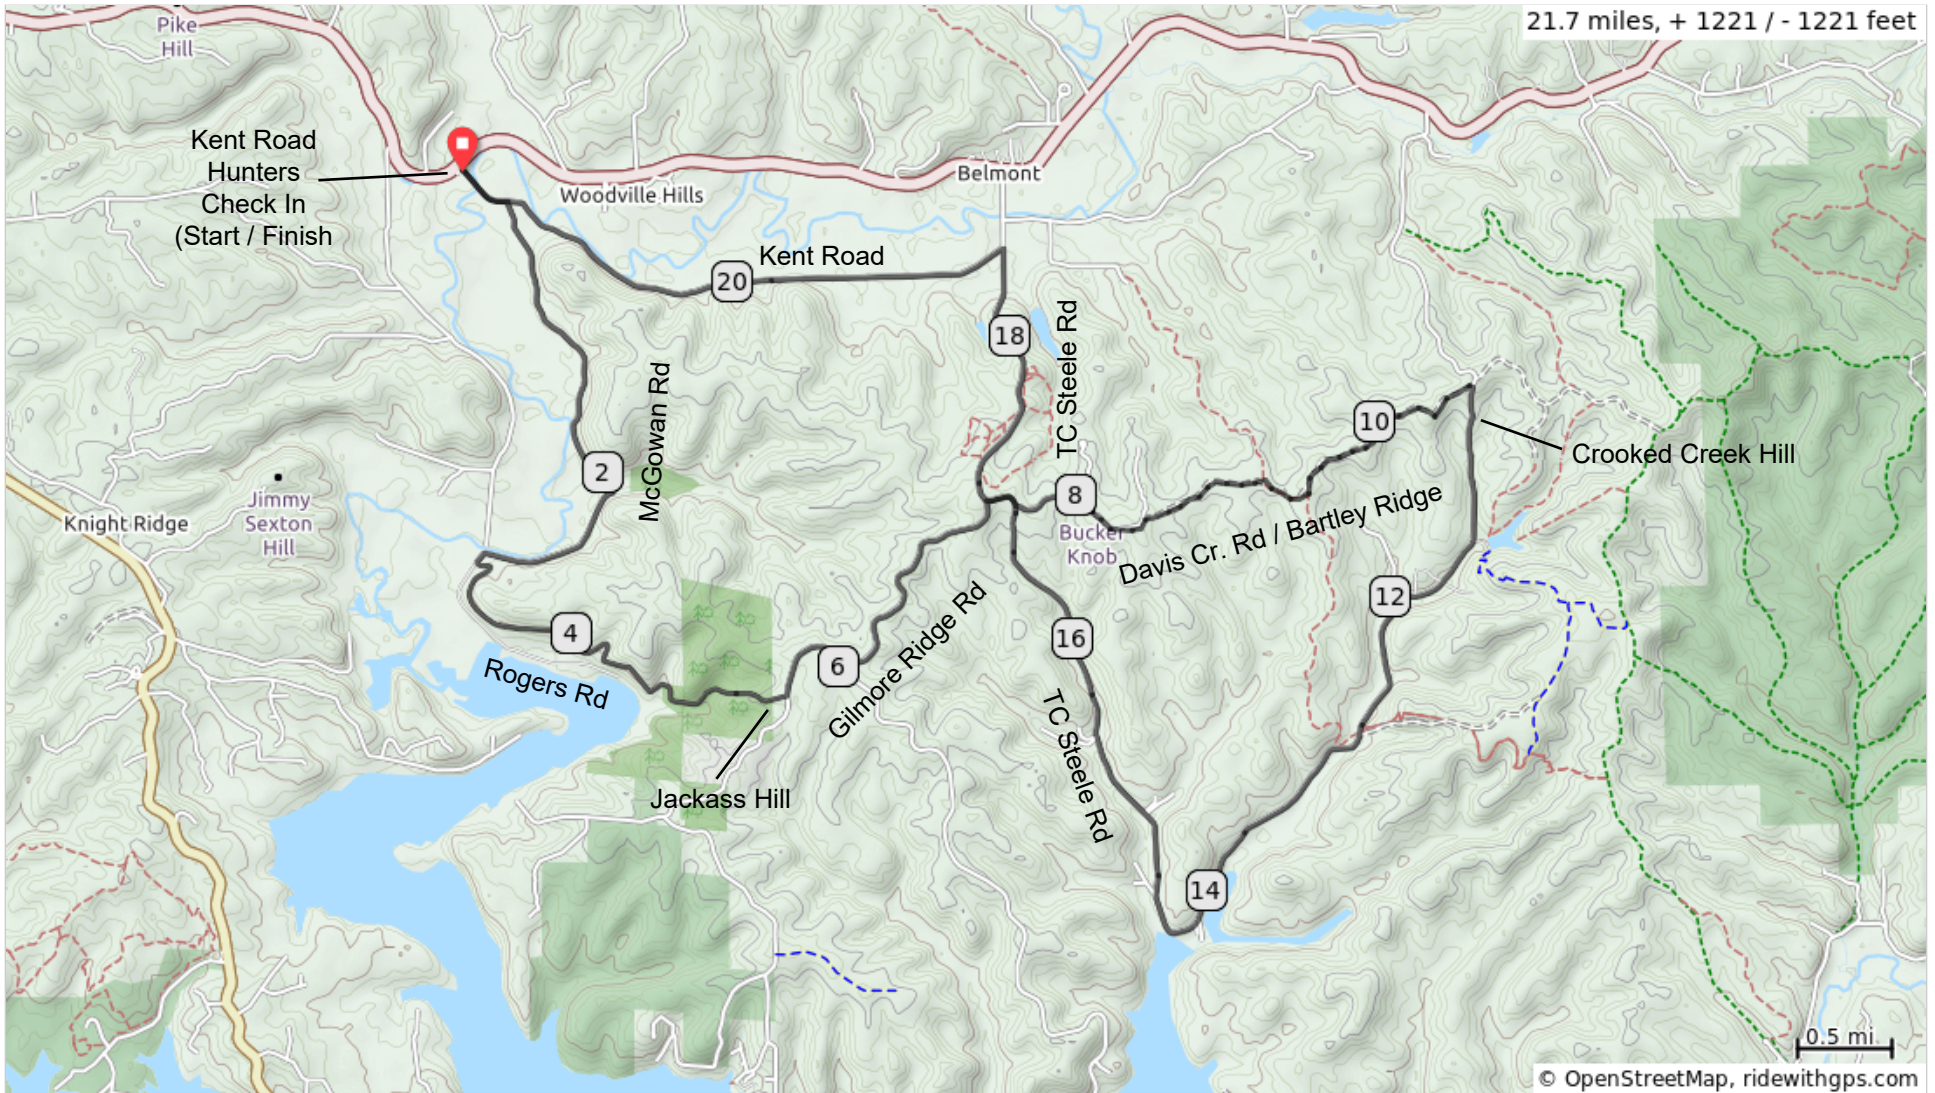 21.7 miles, + 1221 / - 1221 feet
Pike
Hill
Kent Road
Hunters
Check In
(Start / Finish
Woodville Hills
Belmont
Kent Road
20
18
TC Steele Rd
McGowan Rd
2
10
Crooked Creek Hill
8
Bucker
Knob
Davis Cr. Rd / Bartley Ridge
Knight Ridge
Jimmy
Sexton
Hill
12
4
16
6
Gilmore Ridge Rd
Rogers Rd
TC Steele Rd
Jackass Hill
14
0.5 mi
© OpenStreetMap, ridewithgps.com